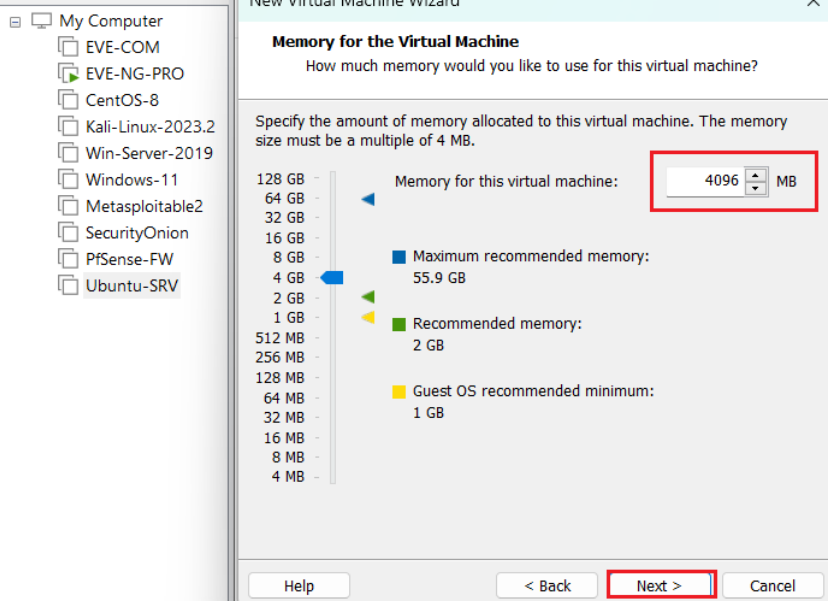 My Computer
EVE-COM
EVE-NG-PRO
CentOS-8
Kali-Linux-2023.2
Win-Server-2019
Windows-11
Metasploitable2
SecurityOnion
PfSense-FW
Ubuntu-SRV
New Virtual Machine Wizard
Memory for the Virtual Machine
How much memory would you like to use for this virtual machine?
Specify the amount of memory allocated to this virtual machine. The memory
size must be a multiple of 4 MB.
Memory for this virtual machine: 4096 MB
128 GB
64 GB
32 GB
16 GB
8 GB
4 GB
2 GB
1 GB
512 MB
256 MB
128 MB
64 MB
32 MB
16 MB
8 MB
4 MB
Maximum recommended memory:
55.9 GB
Recommended memory:
2 GB
Guest OS recommended minimum:
1 GB
Help
< Back
Next >
Cancel